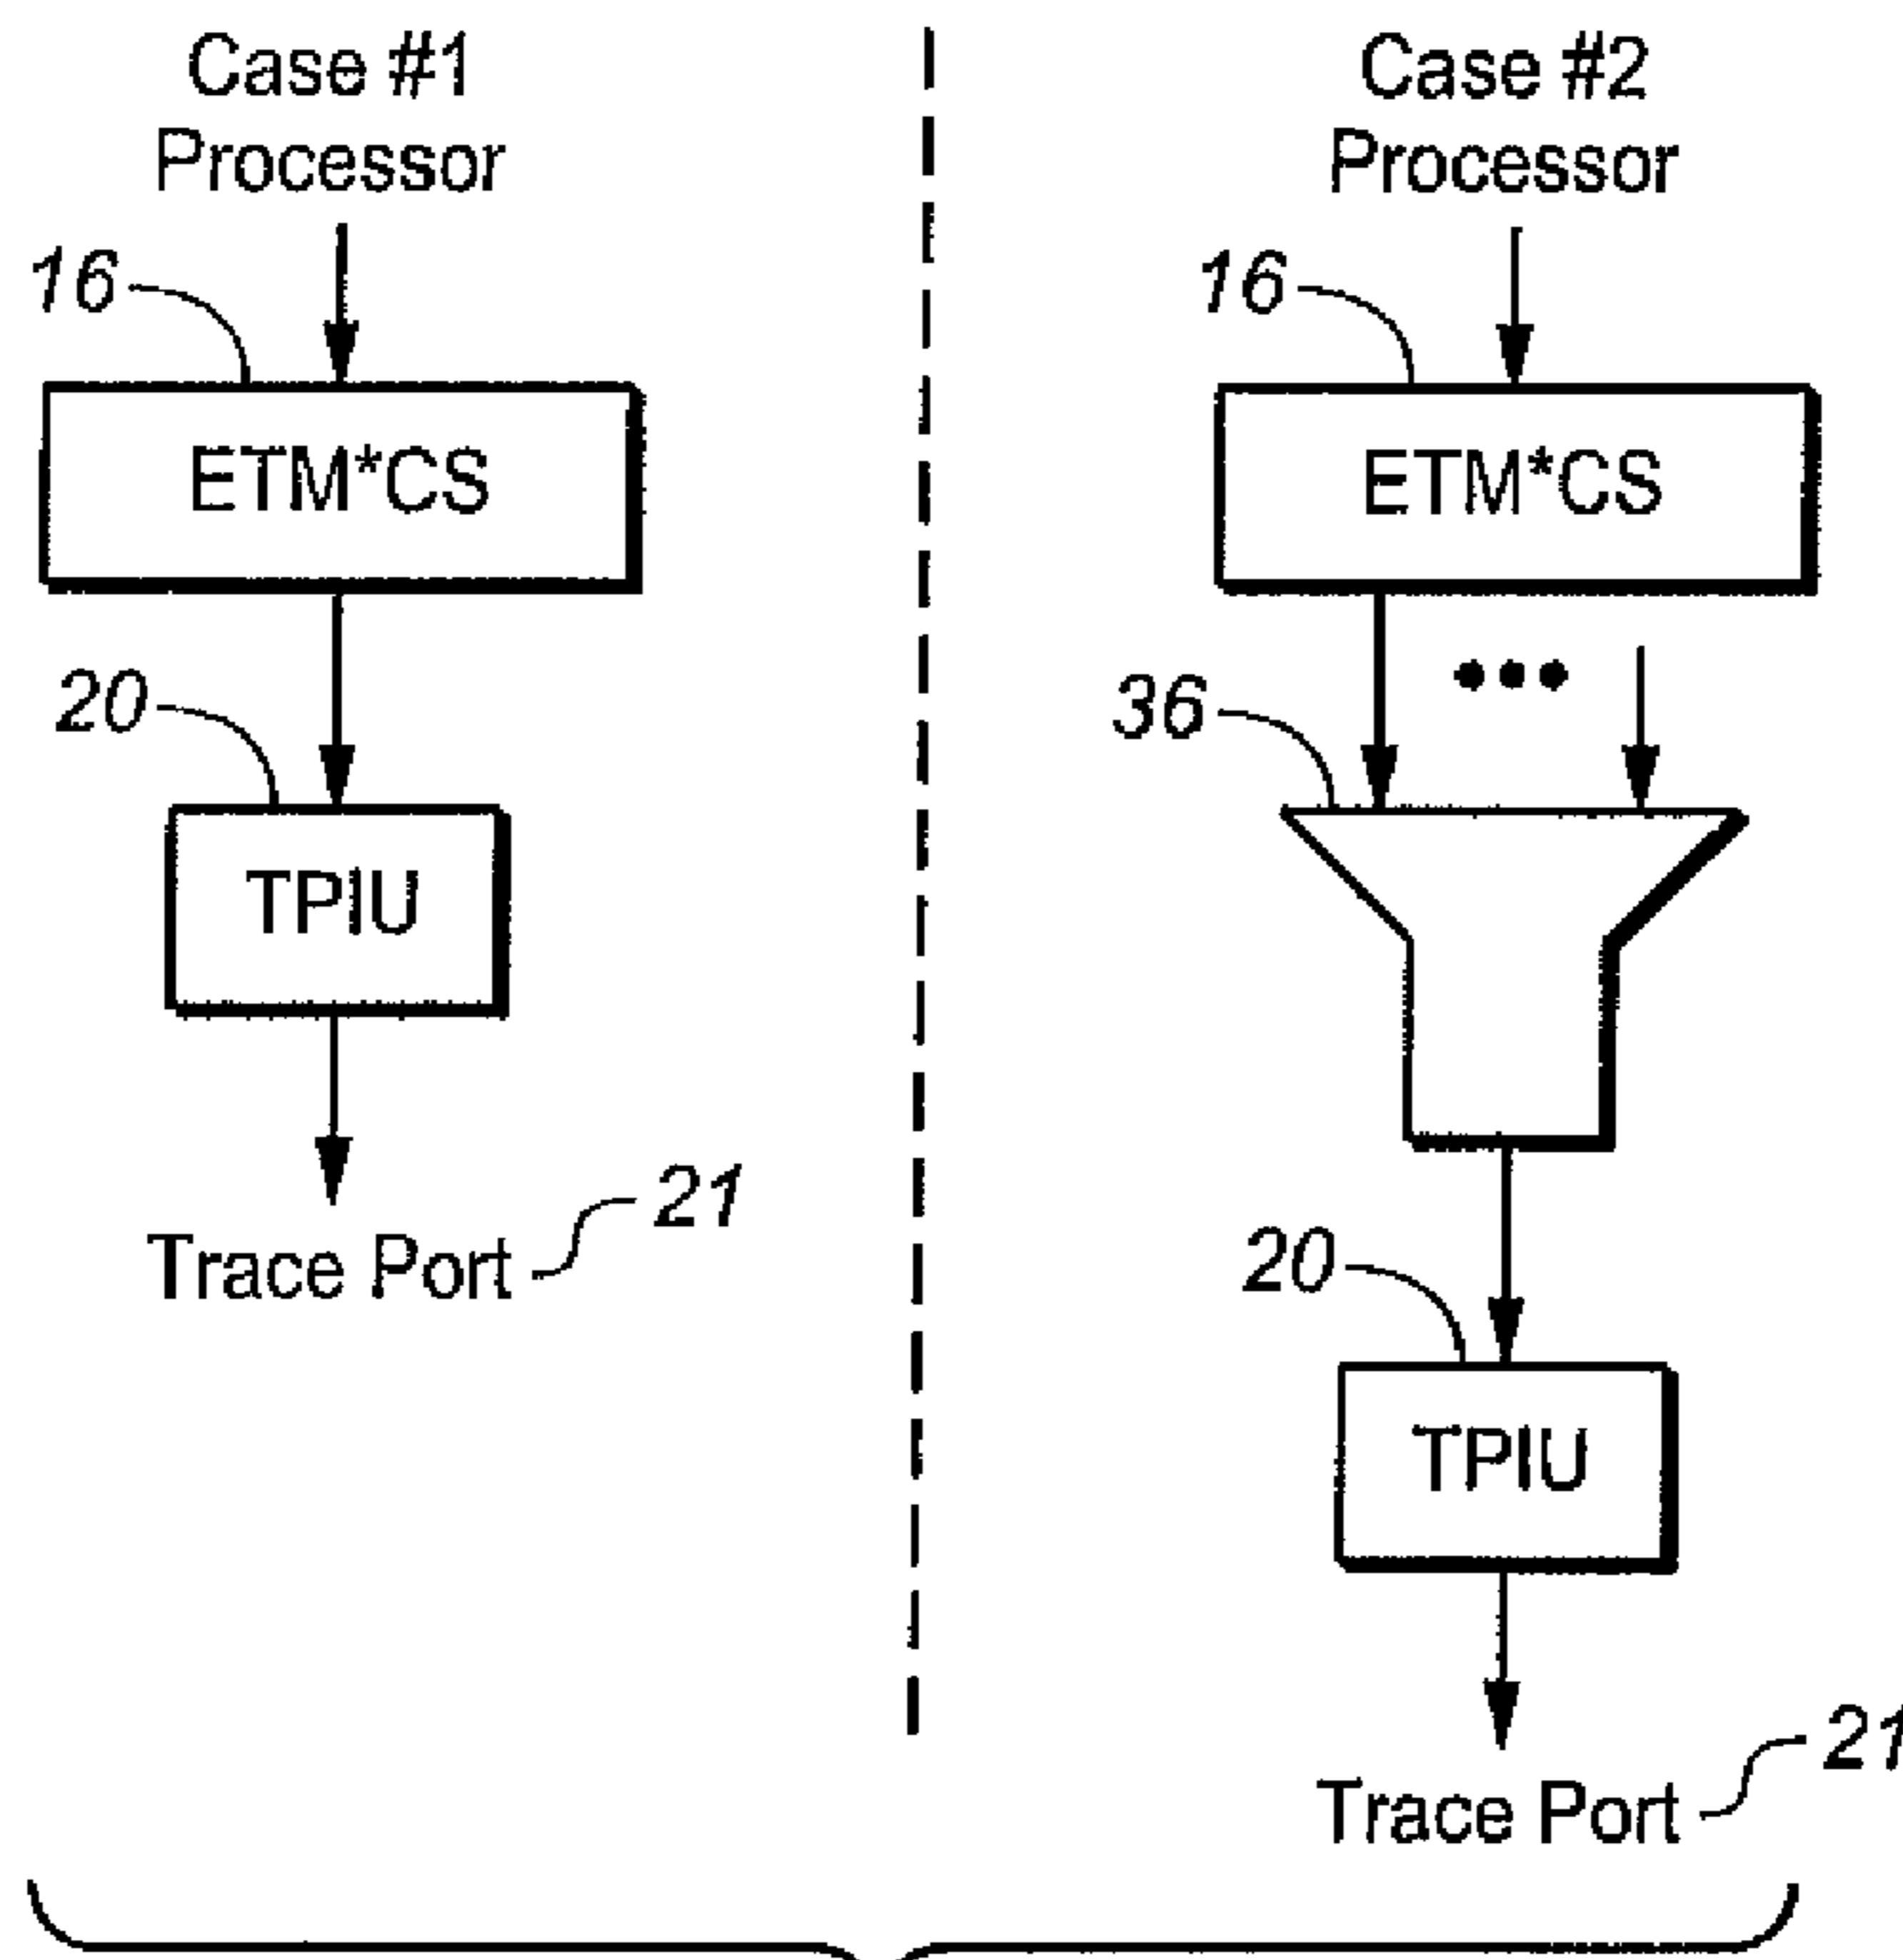 Case #1
Processor
16
ETM*CS
20
TPIU
21
Trace Port
Case #2
Processor
16
ETM*CS
36
20
TPIU
21
Trace Port